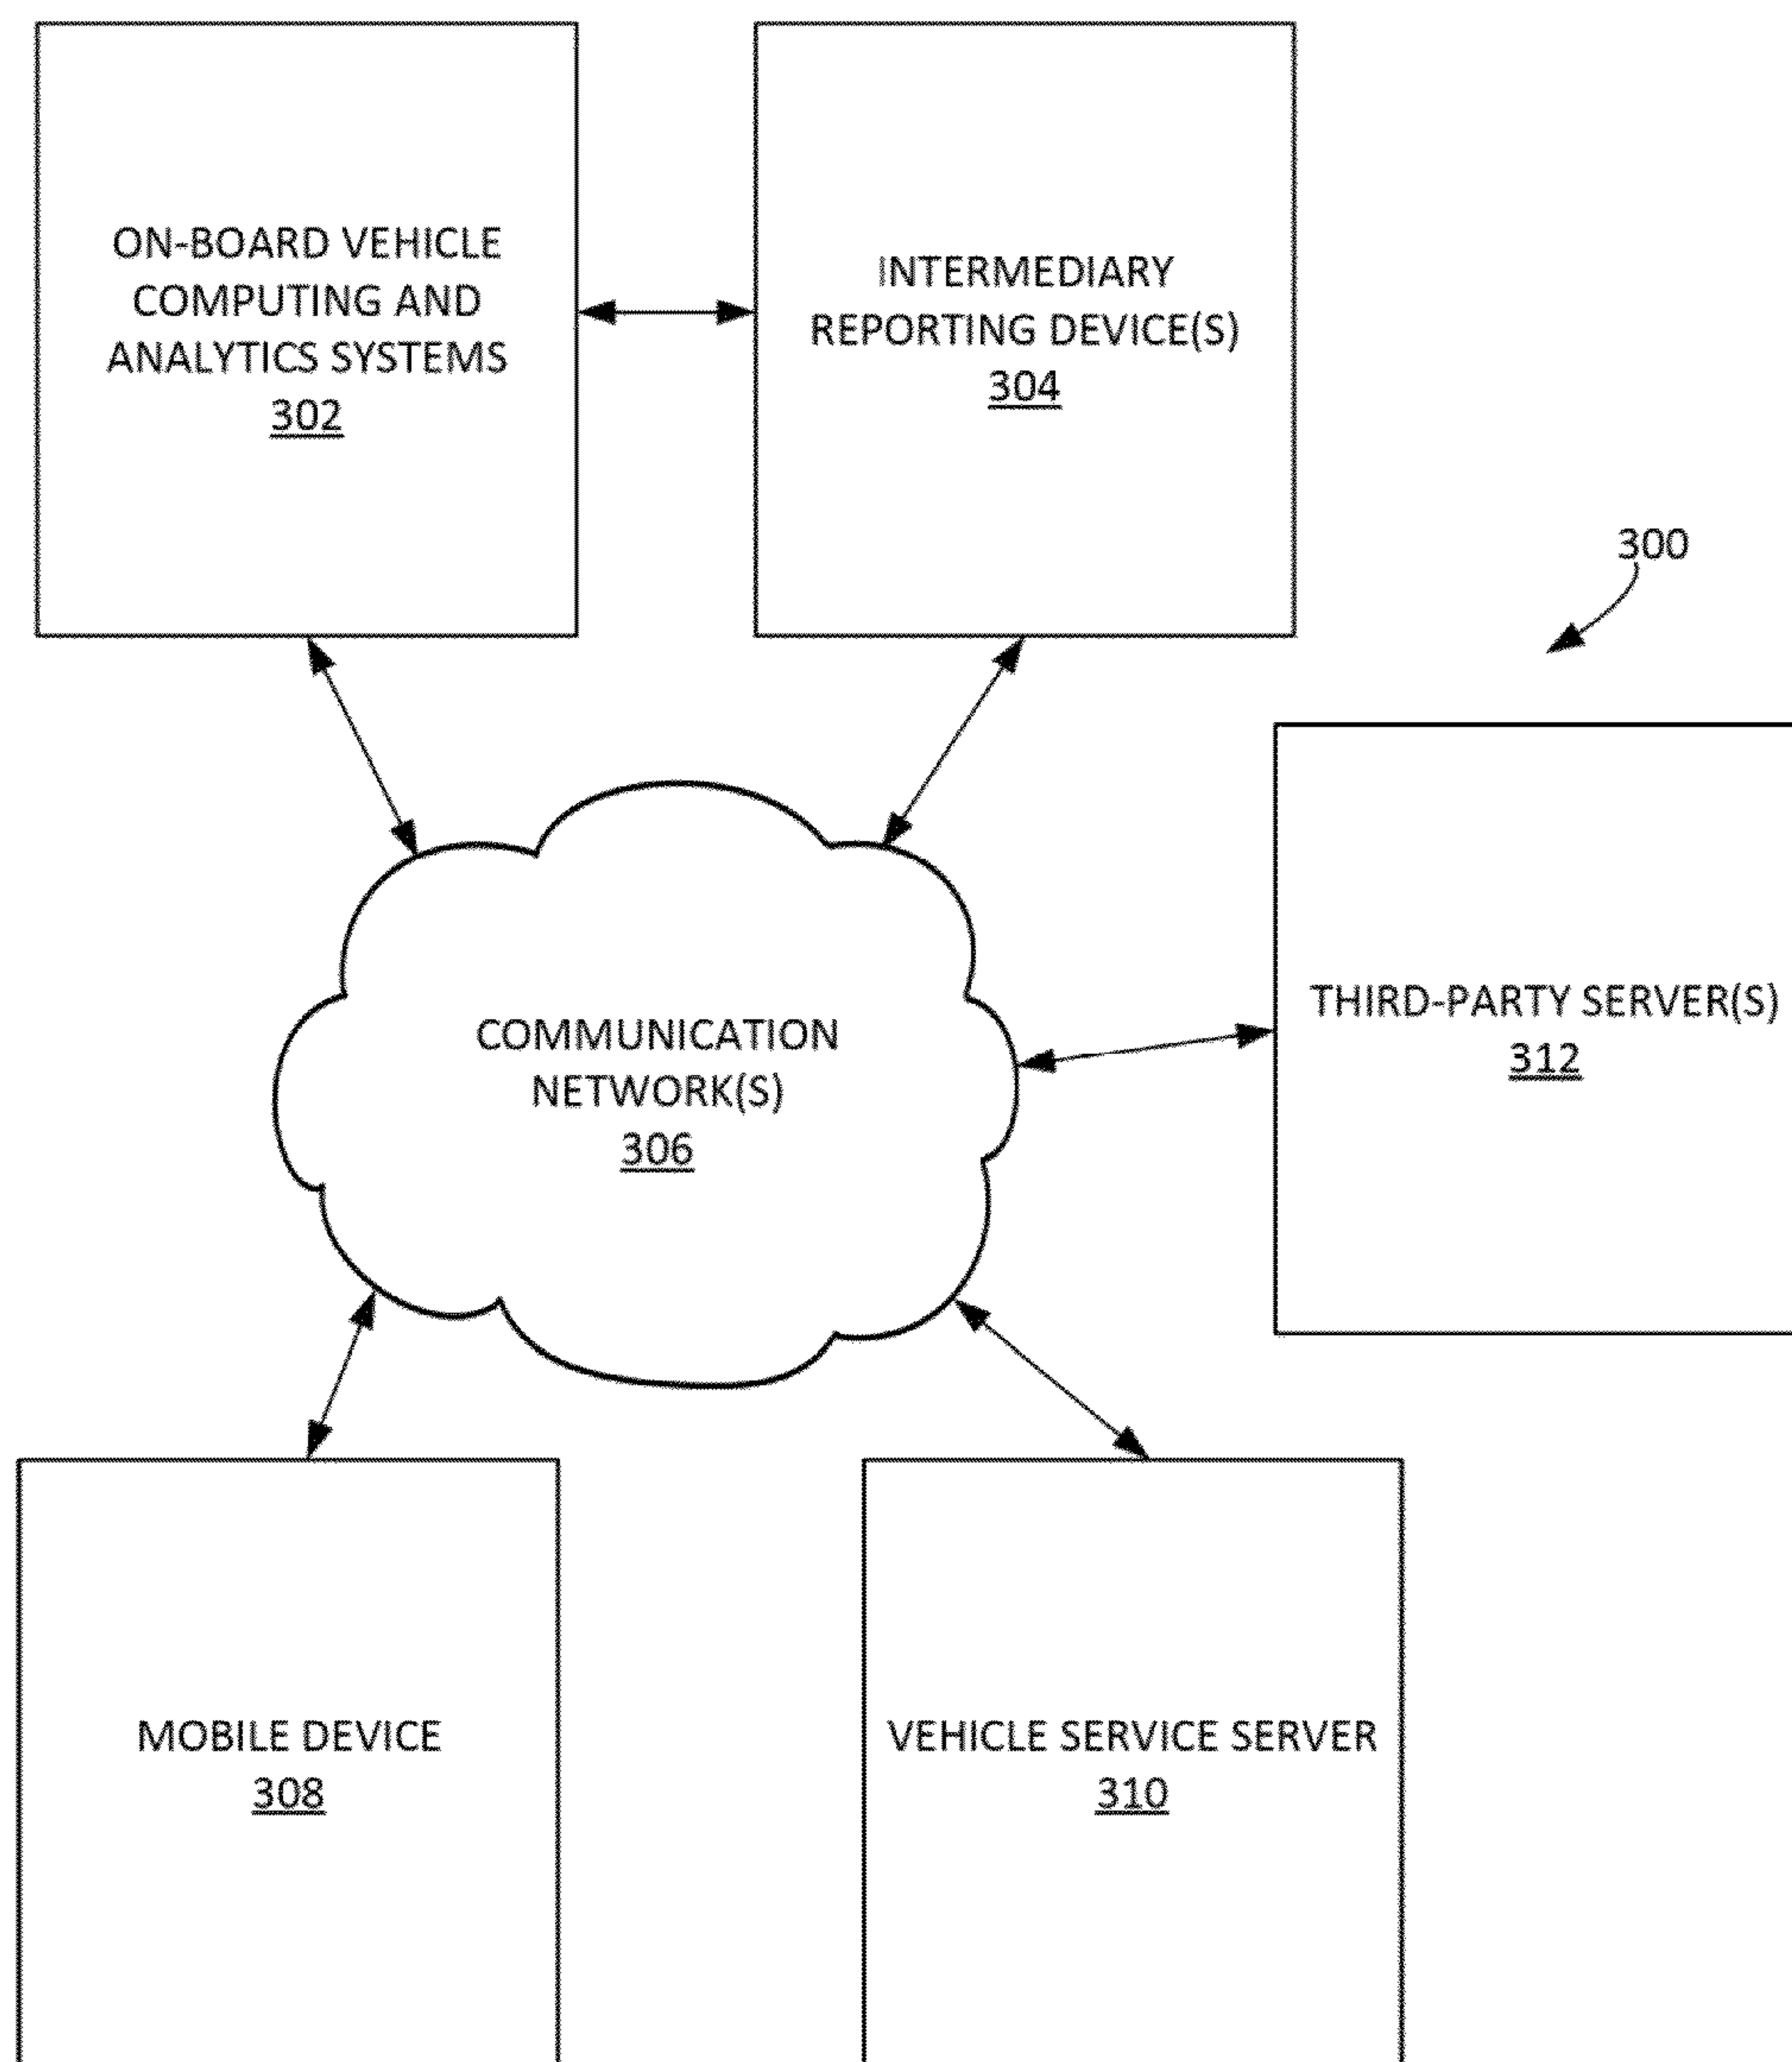 ON-BOARD VEHICLE
COMPUTING AND
ANALYTICS SYSTEMS
302
INTERMEDIARY
REPORTING DEVICE(S)
304
300
THIRD-PARTY SERVER(S)
312
COMMUNICATION
NETWORK(S)
306
MOBILE DEVICE
308
VEHICLE SERVICE SERVER
310